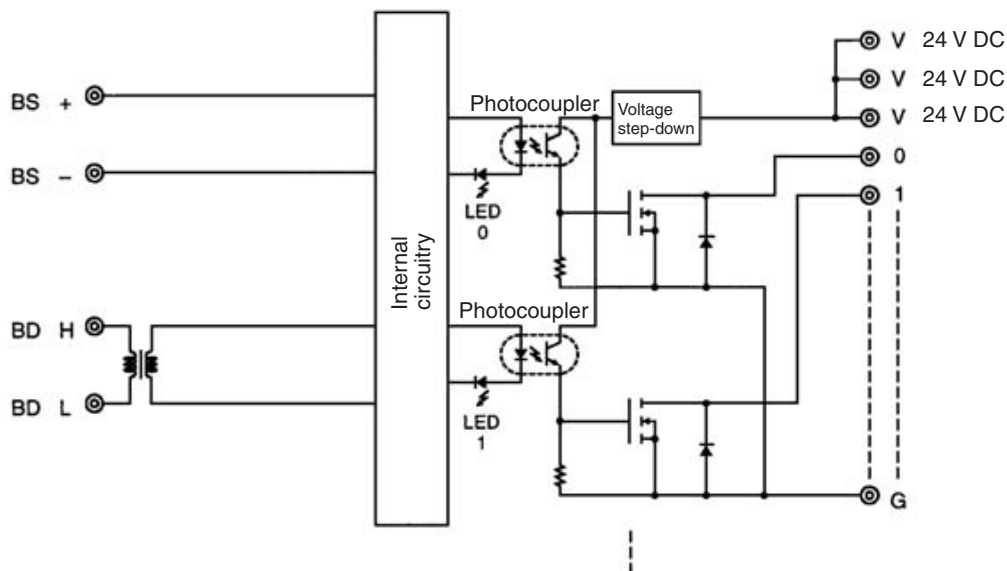 V 24 V DC
V 24 V DC
V 24 V DC
BS +
Photocoupler
Voltage
step-down
0
BS –
1
LED
0
Internal
circuitry
Photocoupler
BD H
BD L
LED
1
G